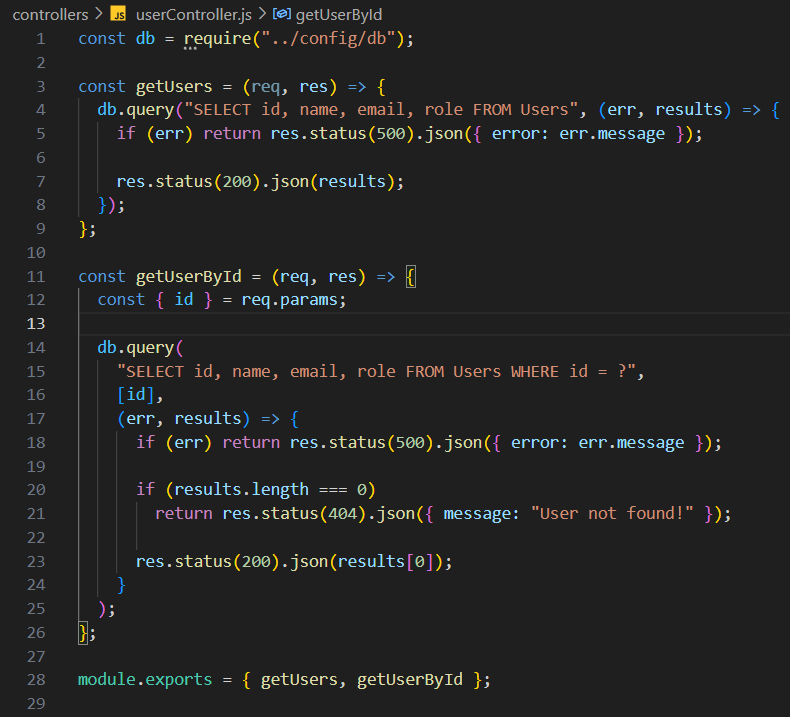 controllers > JS userController.js > getUserById
1 const db = require("../config/db");
2
3 const getUsers = (req, res) => {
4 db.query("SELECT id, name, email, role FROM Users", (err, results) => {
5 if (err) return res.status(500).json({ error: err.message });
6
7 res.status(200).json(results);
8 });
9 };
10
11 const getUserById = (req, res) => {
12 const { id } = req.params;
13
14 db.query(
15 "SELECT id, name, email, role FROM Users WHERE id = ?",
16 [id],
17 (err, results) => {
18 if (err) return res.status(500).json({ error: err.message });
19
20 if (results.length === 0)
21 return res.status(404).json({ message: "User not found!" });
22
23 res.status(200).json(results[0]);
24 }
25 );
26 };
27
28 module.exports = { getUsers, getUserById };
29